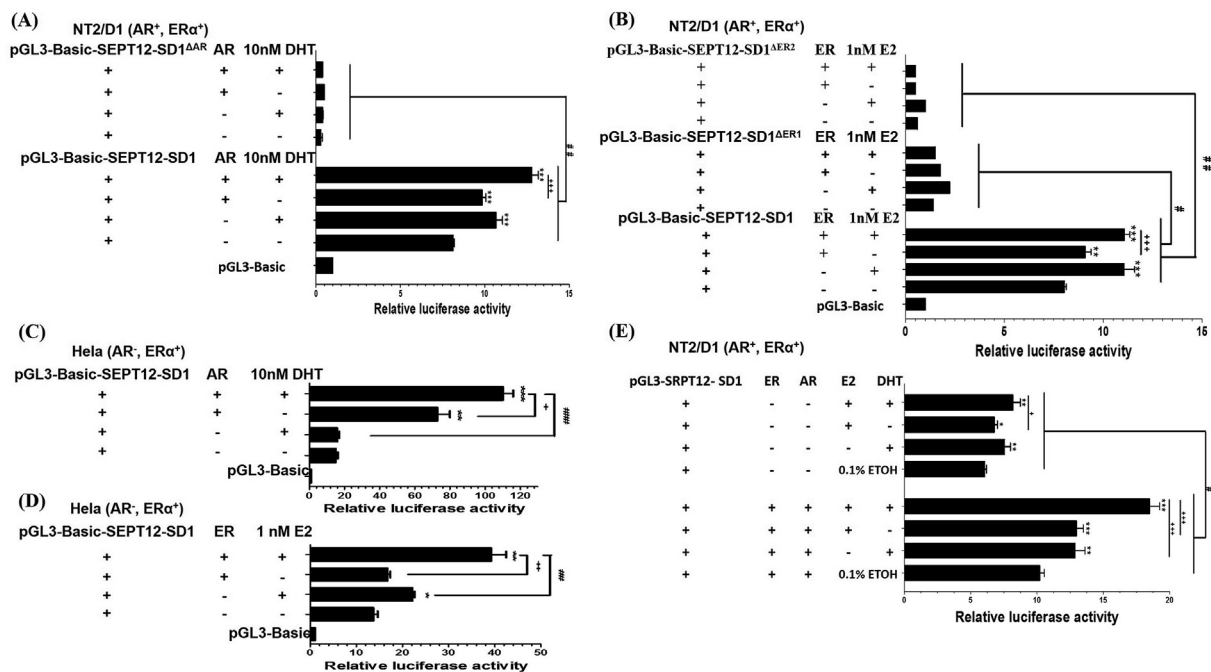 (A)
NT2/D1 (AR+, ERα+)
pGL3-Basic-SEPT12-SD1ΔAR AR 10nM DHT
+ + +
+ + -
+ - +
+ - -
pGL3-Basic-SEPT12-SD1 AR 10nM DHT
+ + + ***
+ + - ***
+ - + ***
+ - -
+++
##
pGL3-Basic
0 5 10 15
Relative luciferase activity
(B)
NT2/D1 (AR+, ERα+)
pGL3-Basic-SEPT12-SD1ΔER2 ER 1nM E2
+ + +
+ + -
+ - +
+ - -
pGL3-Basic-SEPT12-SD1ΔER1 ER 1nM E2
+ + +
+ + -
+ - +
+ - -
pGL3-Basic-SEPT12-SD1 ER 1nM E2
+ + + ***
+ + - **
+ - + ***
+ - -
+++
#
##
pGL3-Basic
0 5 10 15
Relative luciferase activity
(C)
Hela (AR-, ERα+)
pGL3-Basic-SEPT12-SD1 AR 10nM DHT
+ + +
+ + -
+ - +
+ - -
+
pGL3-Basic
0 20 40 60 80 100 120
Relative luciferase activity
(D)
Hela (AR-, ERα+)
pGL3-Basic-SEPT12-SD1 ER 1 nM E2
+ + + **
+ + -
+ - + *
+ - -
++
##
pGL3-Basic
0 10 20 30 40 50
Relative luciferase activity
(E)
NT2/D1 (AR+, ERα+)
pGL3-SRPT12- SD1 ER AR E2 DHT
+ - - + + **
+ - - + - *
+ - - - + **
+ - - 0.1% ETOH
+
+ + + + + ***
+ + + + - ***
+ + + - + **
+ + + 0.1% ETOH
+++
+++
#
0 5 10 15 20
Relative luciferase activity